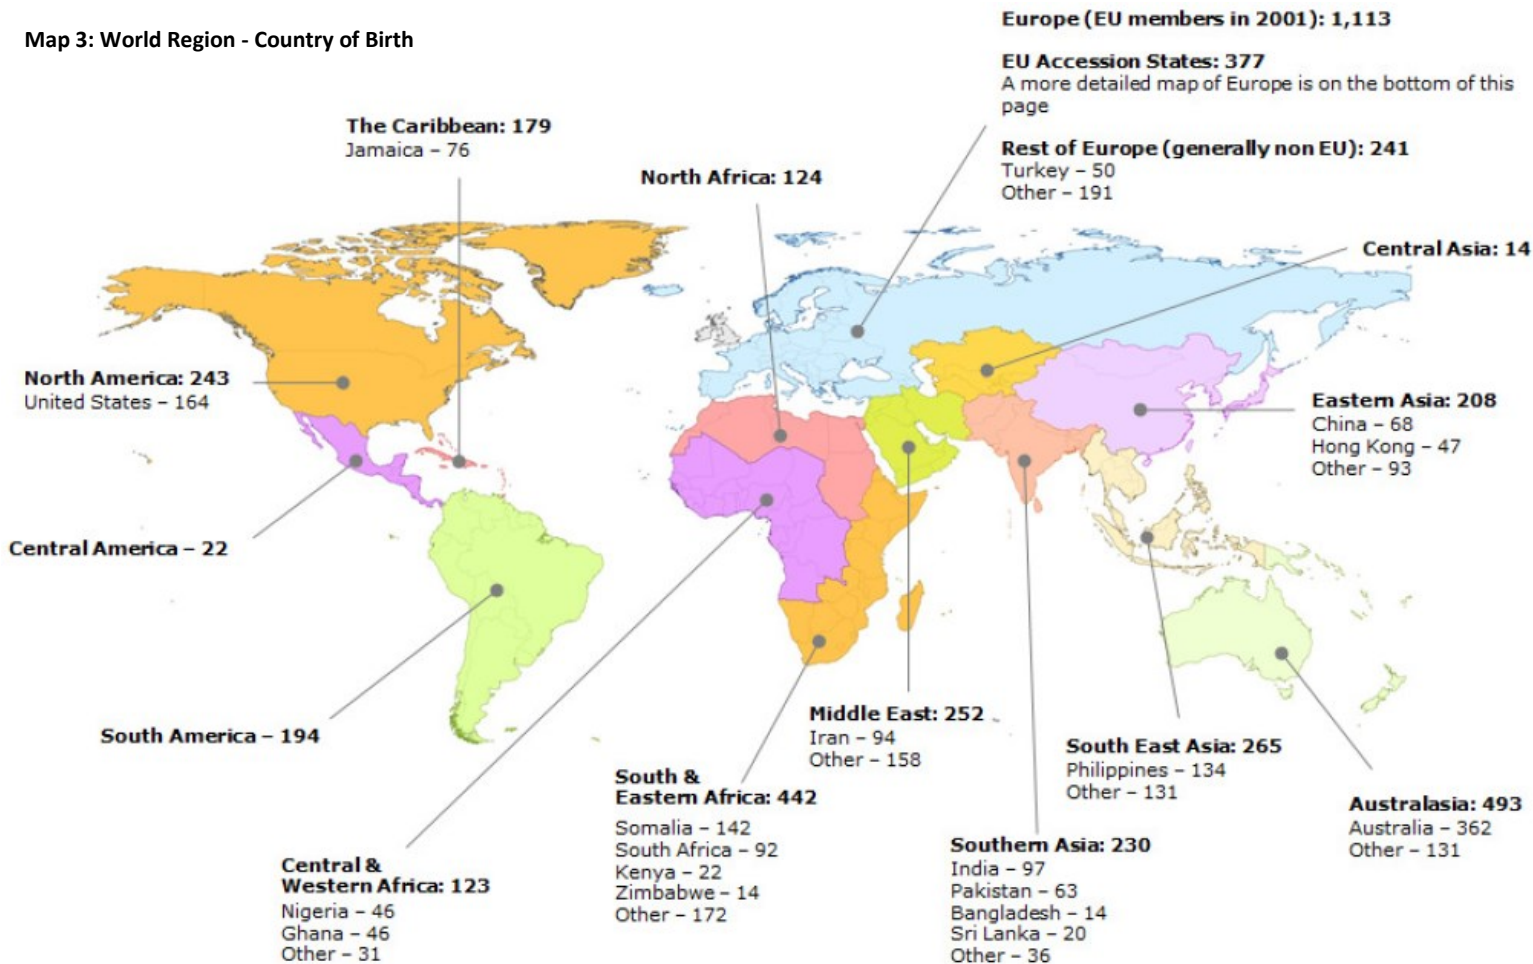 Map 3: World Region - Country of Birth
Europe (EU members in 2001): 1,113
EU Accession States: 377
A more detailed map of Europe is on the bottom of this
page
Rest of Europe (generally non EU): 241
Turkey – 50
Other – 191
The Caribbean: 179
Jamaica – 76
North Africa: 124
Central Asia: 14
North America: 243
United States – 164
Eastern Asia: 208
China – 68
Hong Kong – 47
Other – 93
Central America – 22
South America – 194
Middle East: 252
Iran – 94
Other – 158
South East Asia: 265
Philippines – 134
Other – 131
South &
Eastern Africa: 442
Somalia – 142
South Africa – 92
Kenya – 22
Zimbabwe – 14
Other – 172
Australasia: 493
Australia – 362
Other – 131
Southern Asia: 230
India – 97
Pakistan – 63
Bangladesh – 14
Sri Lanka – 20
Other – 36
Central &
Western Africa: 123
Nigeria – 46
Ghana – 46
Other – 31